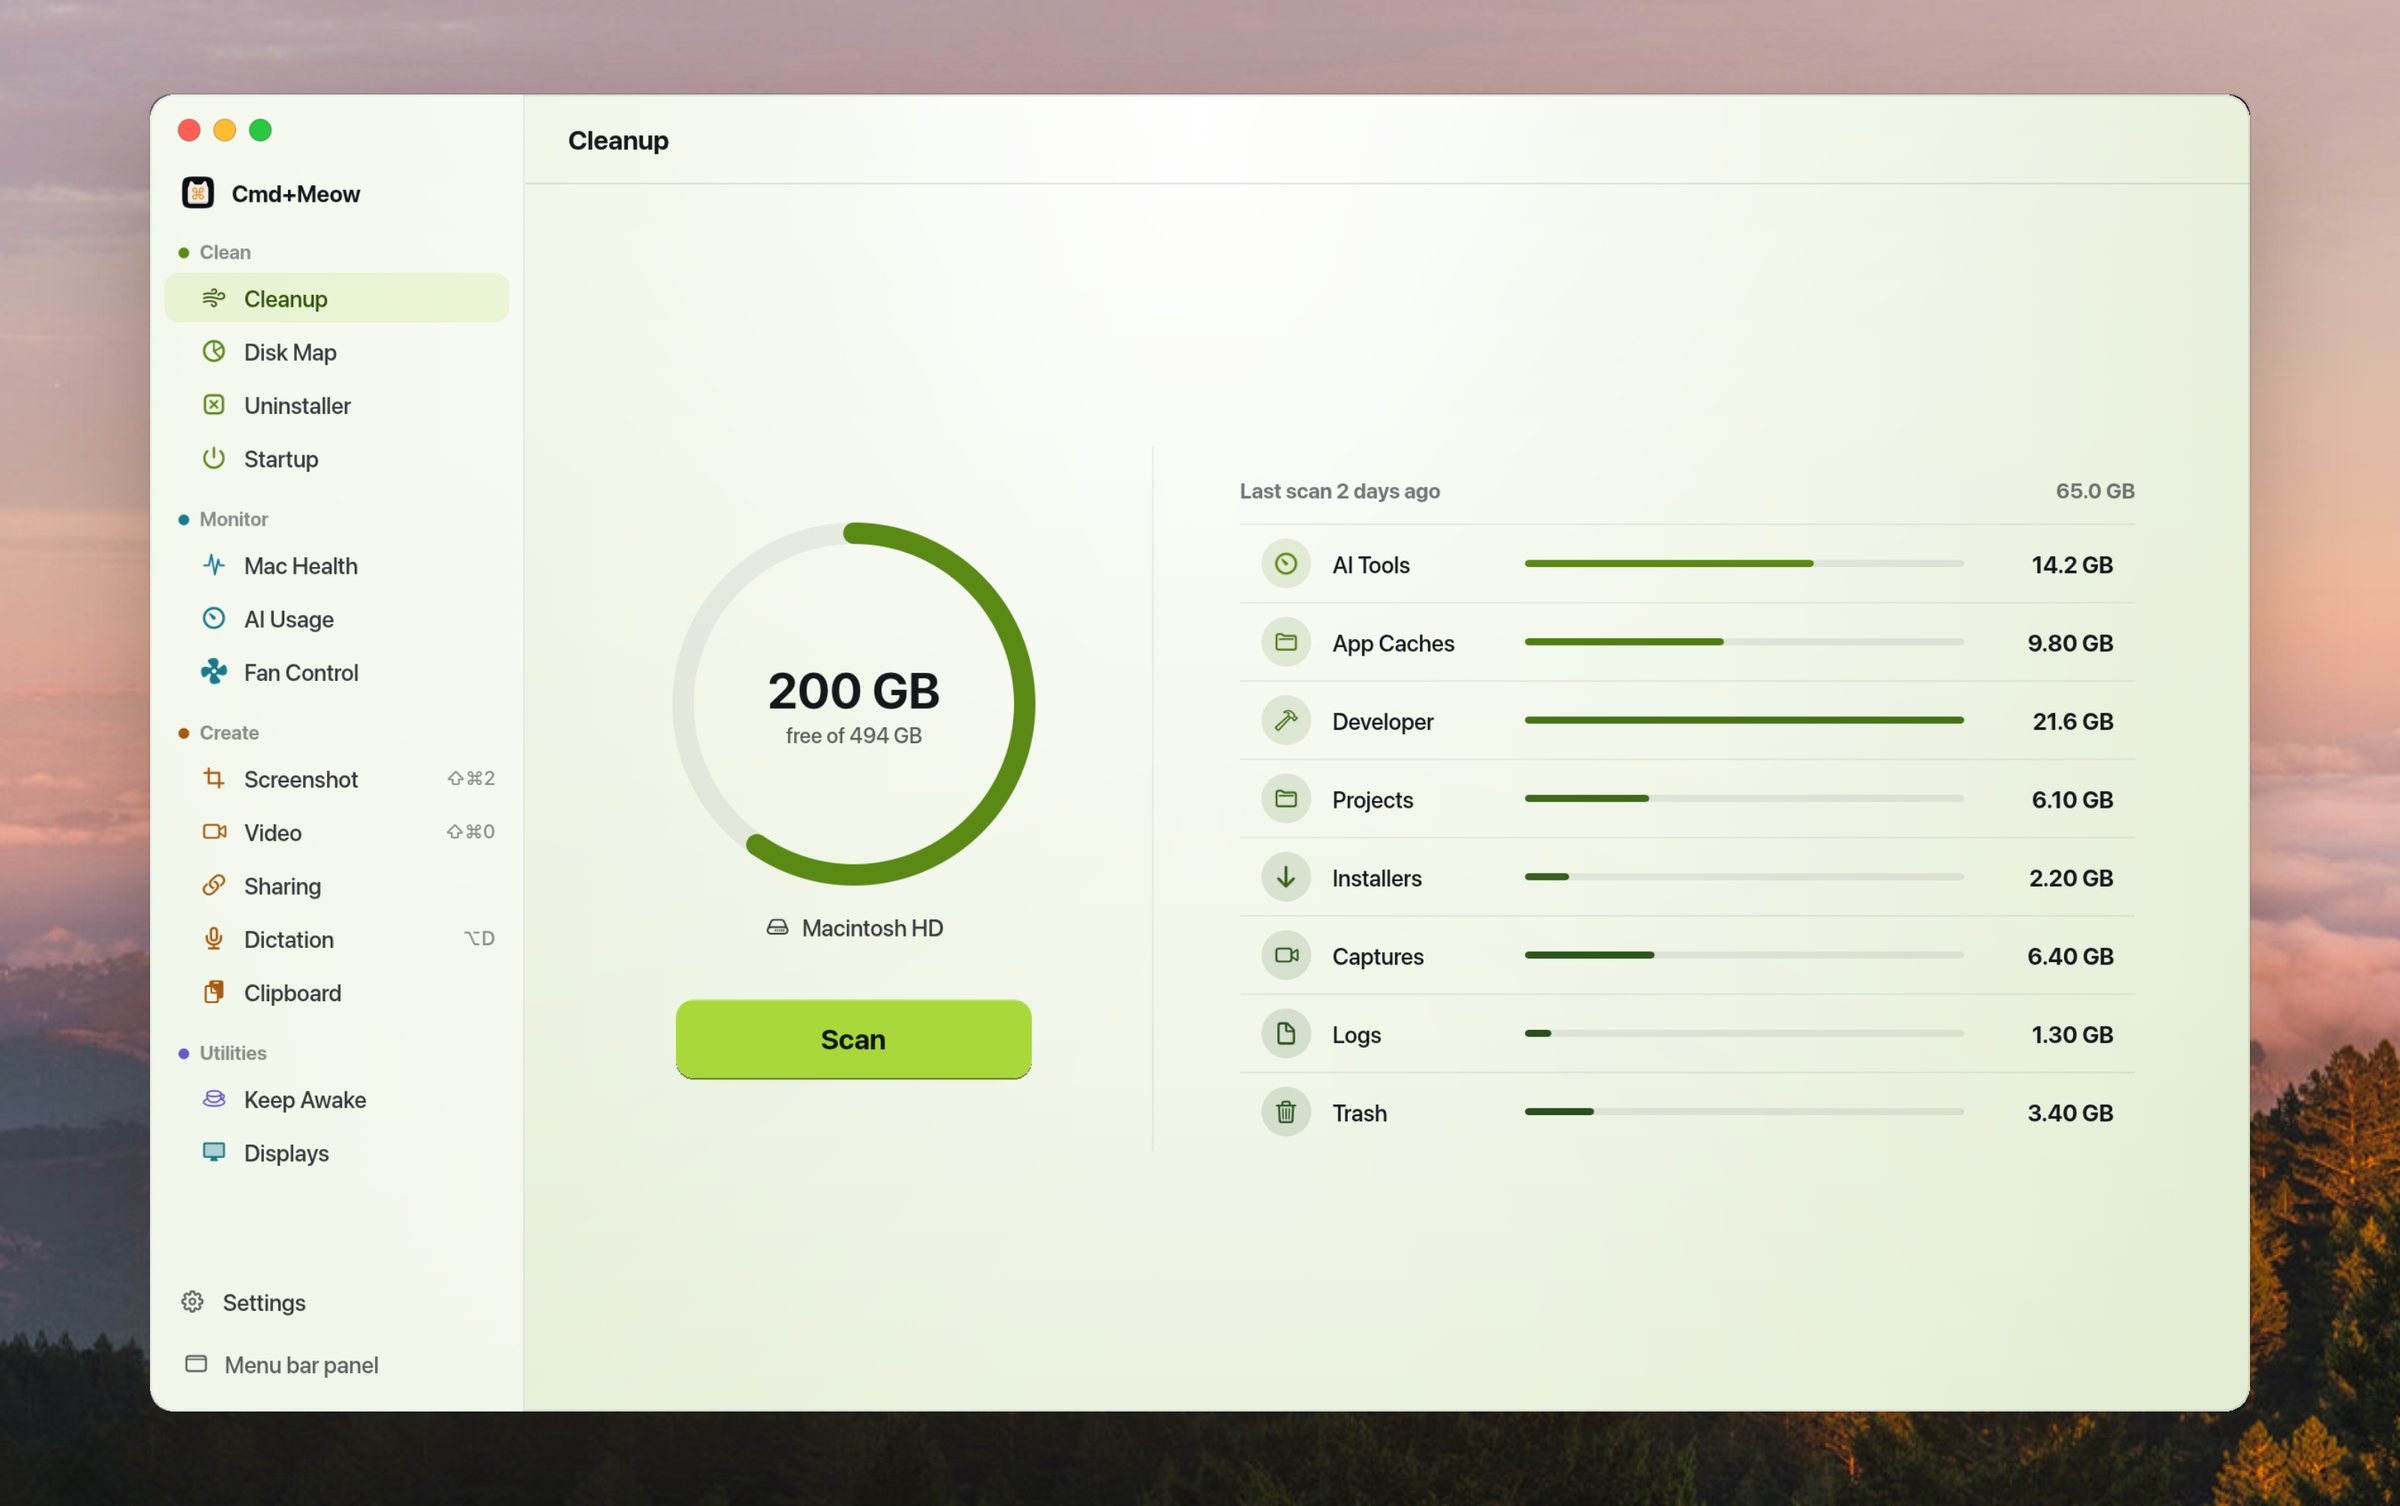 Cmd+Meow
Clean
Cleanup
Disk Map
Uninstaller
Startup
Monitor
Mac Health
AI Usage
Fan Control
Create
Screenshot ⇧⌘2
Video ⇧⌘0
Sharing
Dictation ⌥D
Clipboard
Utilities
Keep Awake
Displays
Settings
Menu bar panel
Cleanup
200 GB
free of 494 GB
Macintosh HD
Scan
Last scan 2 days ago 65.0 GB
AI Tools 14.2 GB
App Caches 9.80 GB
Developer 21.6 GB
Projects 6.10 GB
Installers 2.20 GB
Captures 6.40 GB
Logs 1.30 GB
Trash 3.40 GB